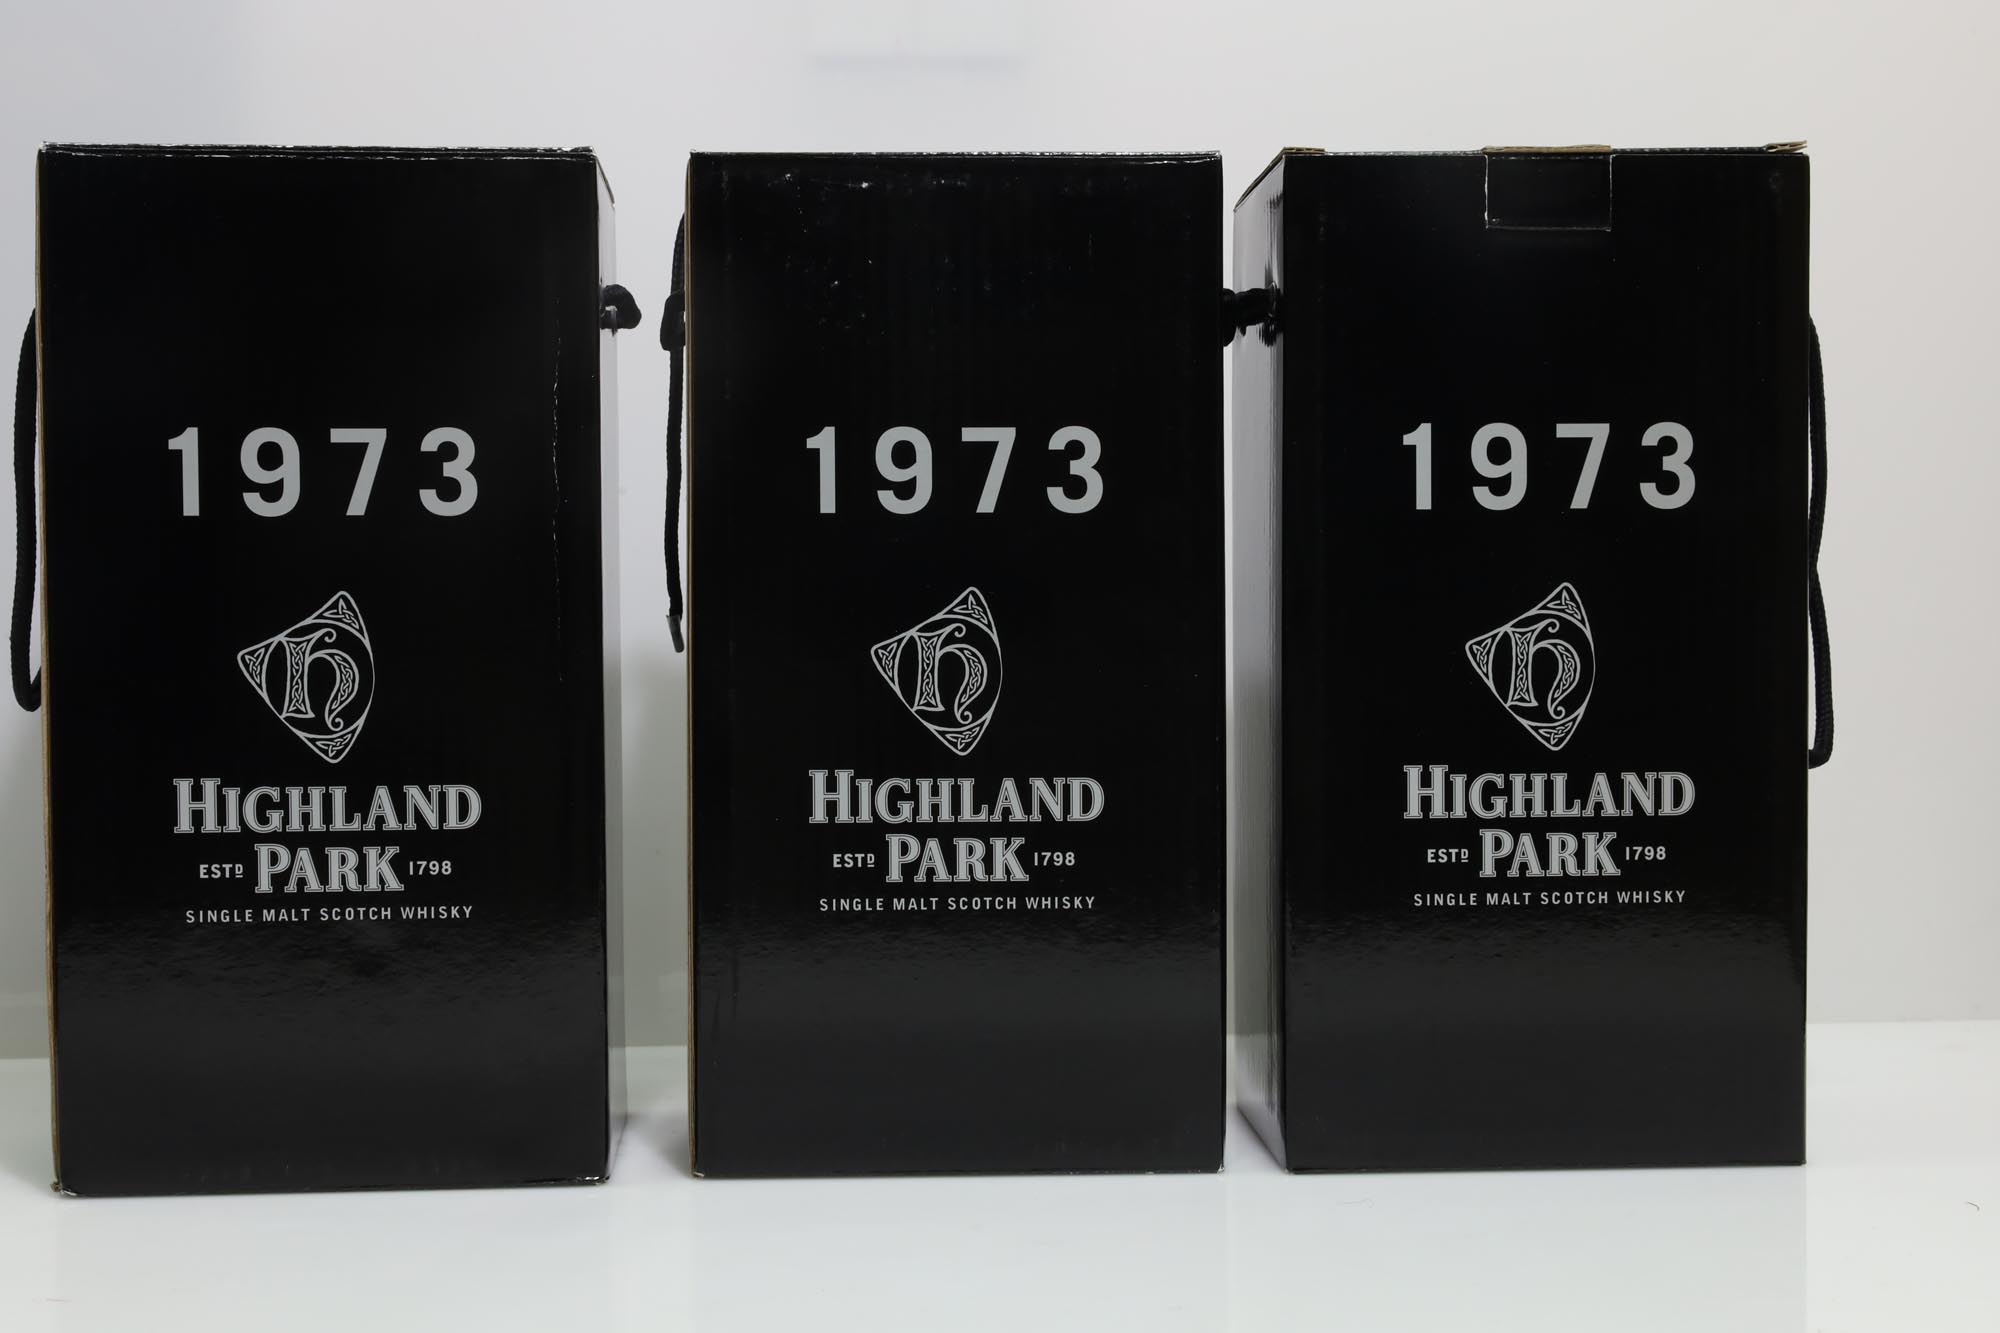 1973
HIGHLAND
ESTD PARK 1798
SINGLE MALT SCOTCH WHISKY
1973
HIGHLAND
ESTD PARK 1798
SINGLE MALT SCOTCH WHISKY
1973
HIGHLAND
ESTD PARK 1798
SINGLE MALT SCOTCH WHISKY